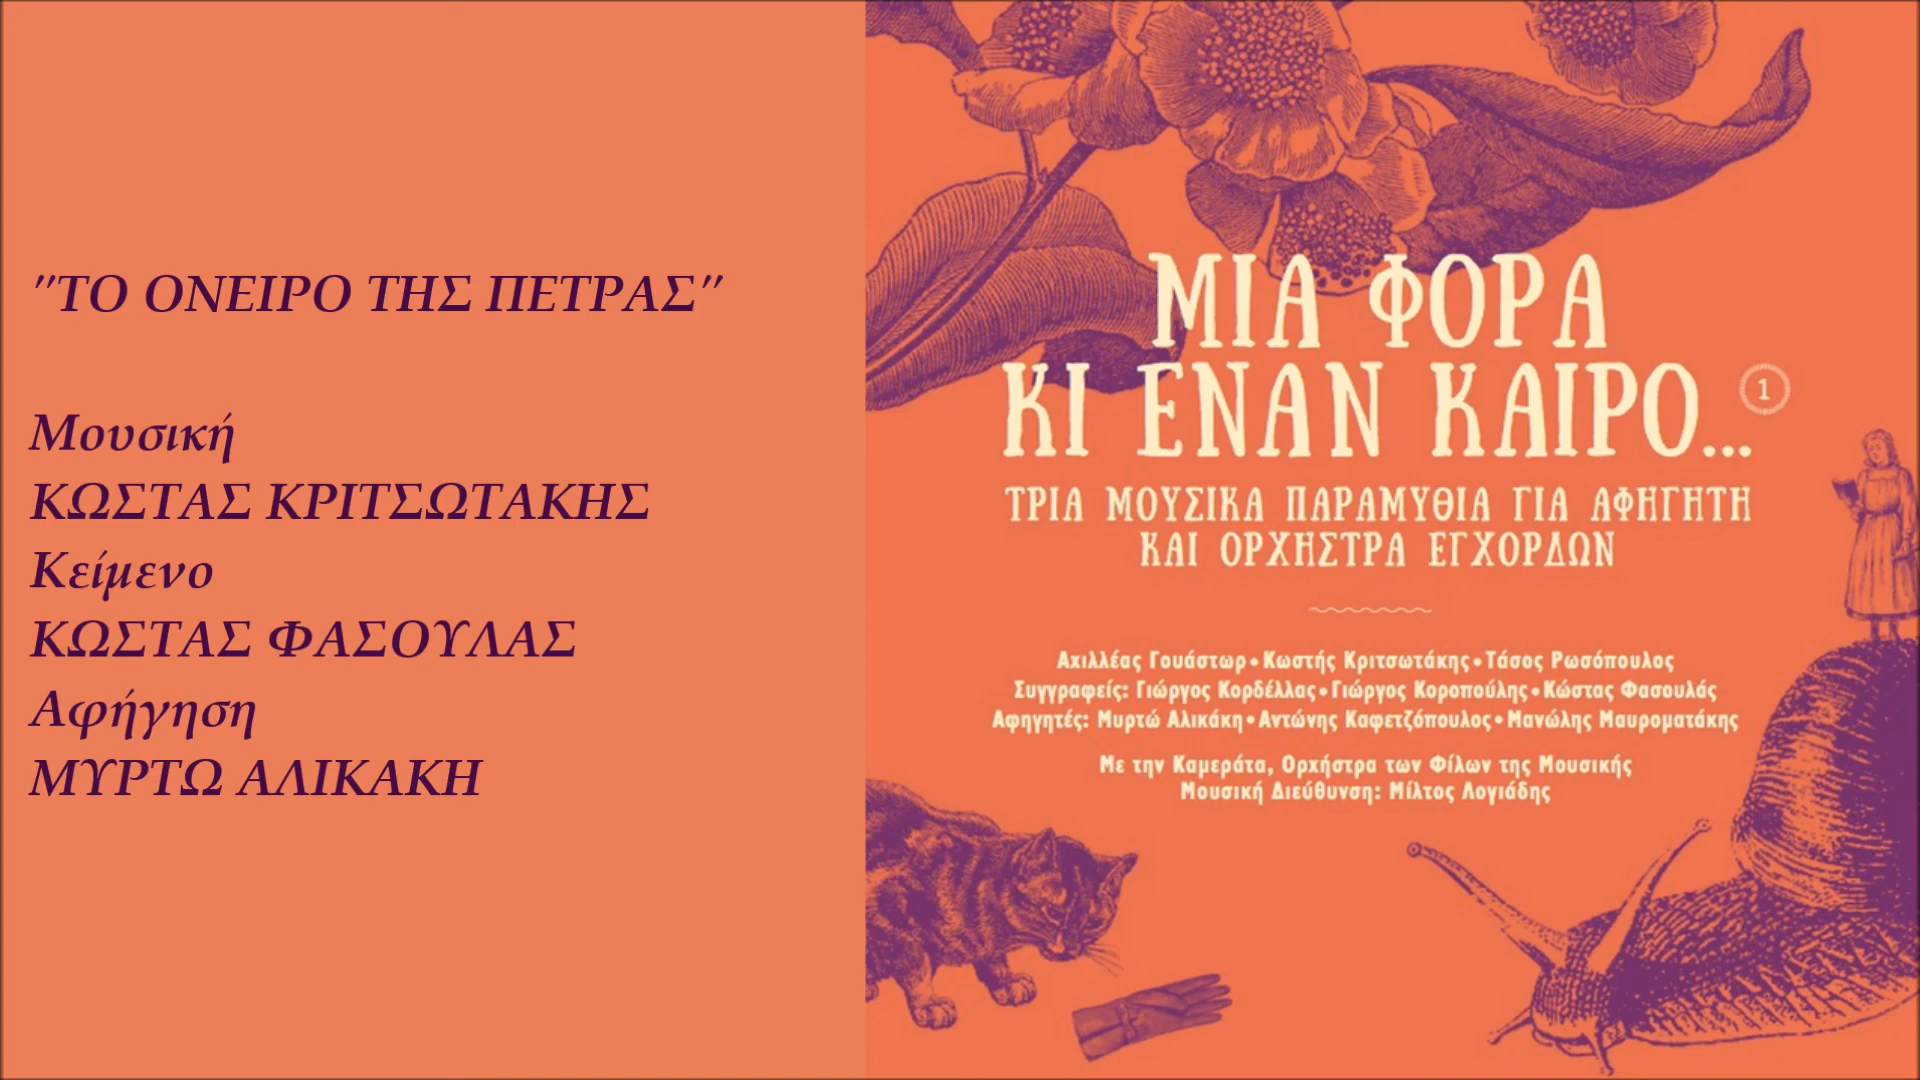 "ΤΟ ΟΝΕΙΡΟ ΤΗΣ ΠΕΤΡΑΣ"
Μουσική
ΚΩΣΤΑΣ ΚΡΙΤΣΩΤΑΚΗΣ
Κείμενο
ΚΩΣΤΑΣ ΦΑΣΟΥΛΑΣ
Αφήγηση
ΜΥΡΤΩ ΑΛΙΚΑΚΗ
ΜΙΑ ΦΟΡΑ
ΚΙ ΕΝΑΝ ΚΑΙΡΟ... 1
ΤΡΙΑ ΜΟΥΣΙΚΑ ΠΑΡΑΜΥΘΙΑ ΓΙΑ ΑΦΗΓΗΤΗ
ΚΑΙ ΟΡΧΗΣΤΡΑ ΕΓΧΟΡΔΩΝ
Αχιλλέας Γουάστωρ • Κωστής Κριτσωτάκης • Τάσος Ρωσόπουλος
Συγγραφείς: Γιώργος Κορδέλλας • Γιώργος Κοροπούλης • Κώστας Φασουλάς
Αφηγητές: Μυρτώ Αλικάκη • Αντώνης Καφετζόπουλος • Μανώλης Μαυροματάκης
Με την Καμεράτα, Ορχήστρα των Φίλων της Μουσικής
Μουσική Διεύθυνση: Μίλτος Λογιάδης